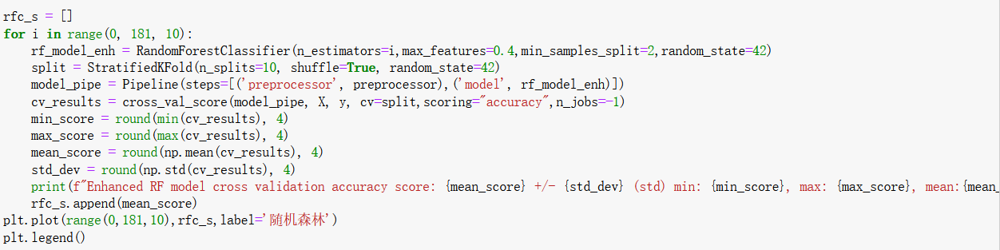 rfc_s = []
for i in range(0, 181, 10):
    rf_model_enh = RandomForestClassifier(n_estimators=i,max_features=0.4,min_samples_split=2,random_state=42)
    split = StratifiedKFold(n_splits=10, shuffle=True, random_state=42)
    model_pipe = Pipeline(steps=[('preprocessor', preprocessor),('model', rf_model_enh)])
    cv_results = cross_val_score(model_pipe, X, y, cv=split,scoring="accuracy",n_jobs=-1)
    min_score = round(min(cv_results), 4)
    max_score = round(max(cv_results), 4)
    mean_score = round(np.mean(cv_results), 4)
    std_dev = round(np.std(cv_results), 4)
    print(f"Enhanced RF model cross validation accuracy score: {mean_score} +/- {std_dev} (std) min: {min_score}, max: {max_score}, mean:{mean_
    rfc_s.append(mean_score)
plt.plot(range(0,181,10),rfc_s,label='随机森林')
plt.legend()